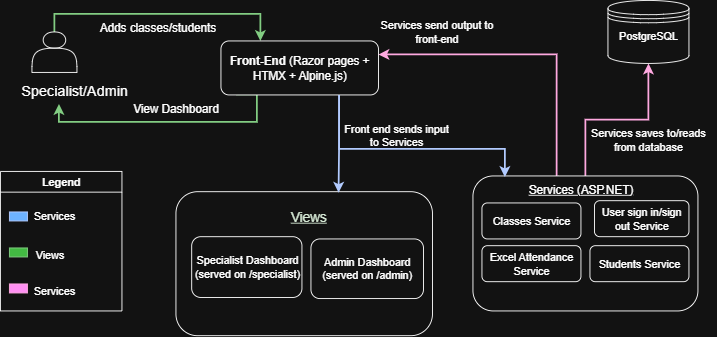 Adds classes/students
Services send output to
front-end
PostgreSQL
Front-End (Razor pages +
HTMX + Alpine.js)
Specialist/Admin
View Dashboard
Front end sends input
to Services
Services saves to/reads
from database
Legend
Services
Views
Services
Views
Specialist Dashboard
(served on /specialist)
Admin Dashboard
(served on /admin)
Services (ASP.NET)
Classes Service
User sign in/sign
out Service
Excel Attendance
Service
Students Service